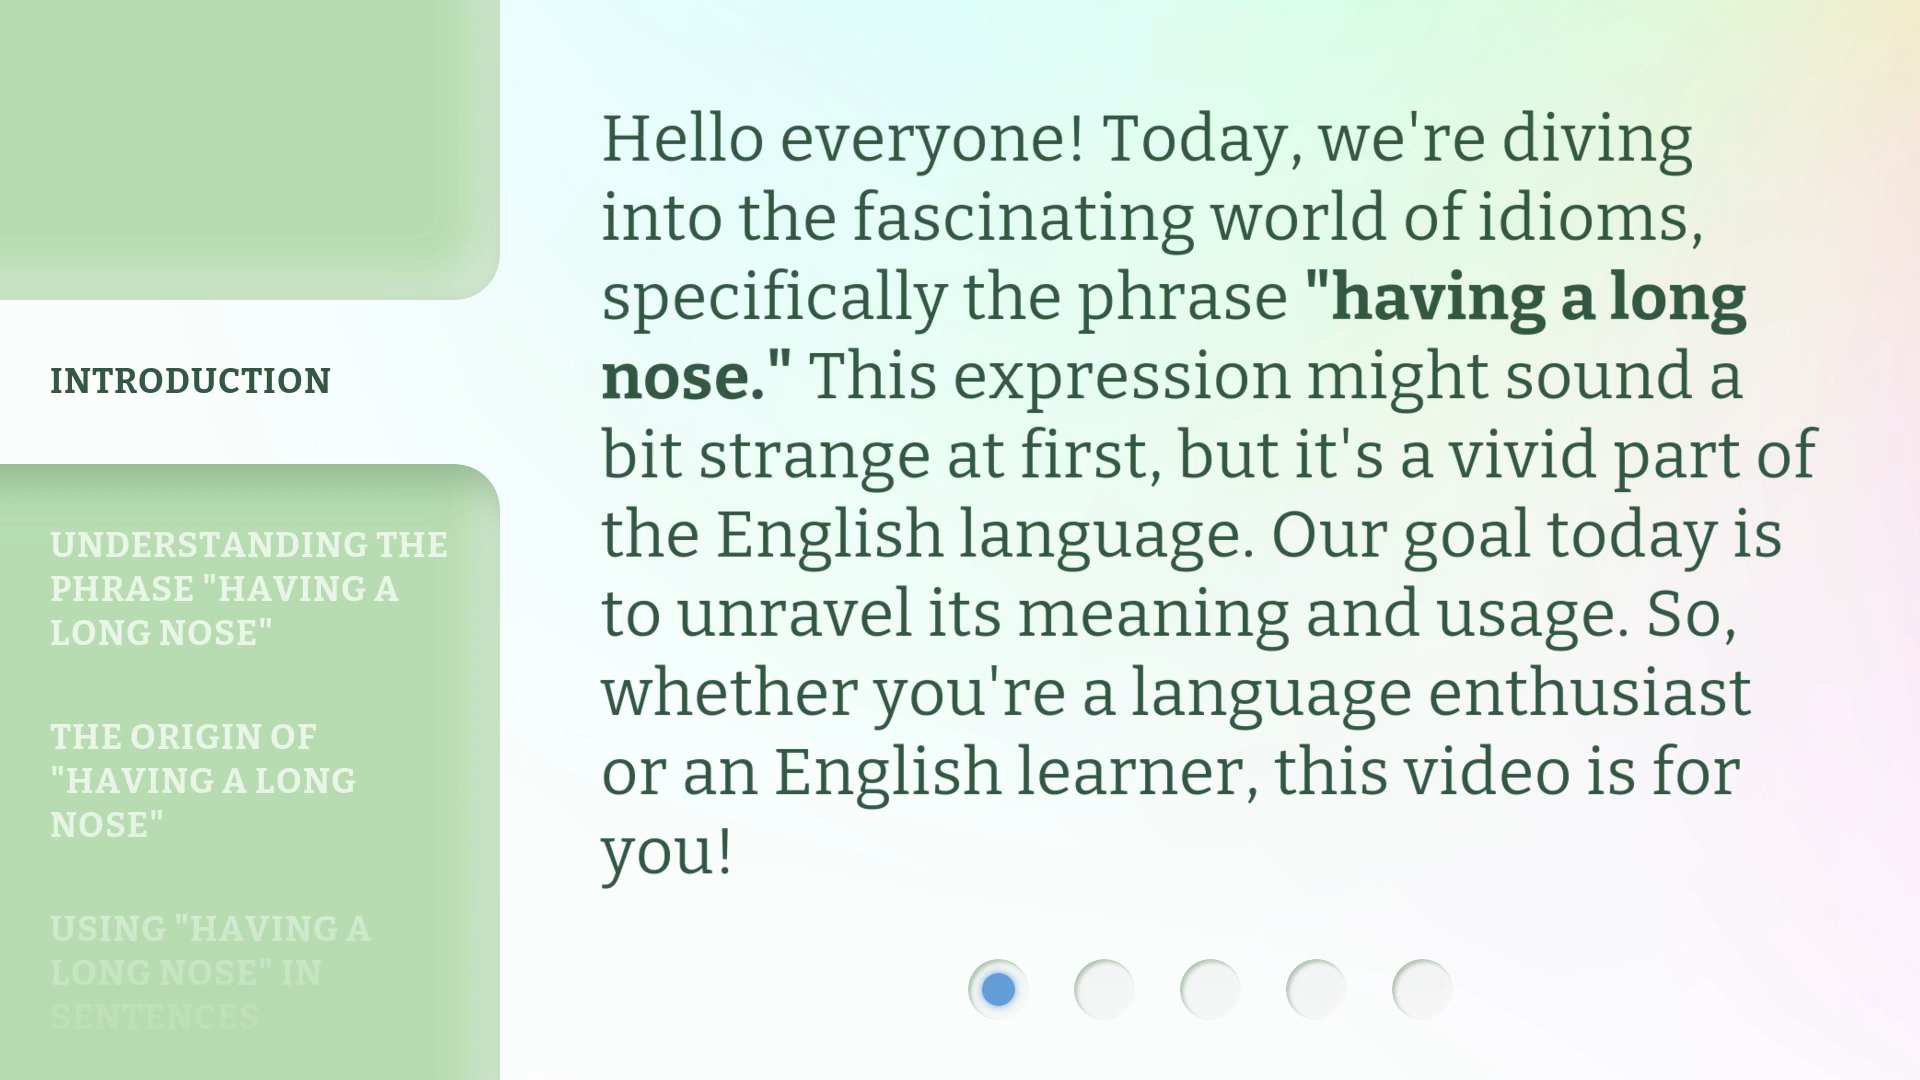 INTRODUCTION
UNDERSTANDING THE
PHRASE "HAVING A
LONG NOSE"
THE ORIGIN OF
"HAVING A LONG
NOSE"
USING "HAVING A
LONG NOSE" IN
SENTENCES
Hello everyone! Today, we're diving
into the fascinating world of idioms,
specifically the phrase "having a long
nose." This expression might sound a
bit strange at first, but it's a vivid part of
the English language. Our goal today is
to unravel its meaning and usage. So,
whether you're a language enthusiast
or an English learner, this video is for
you!